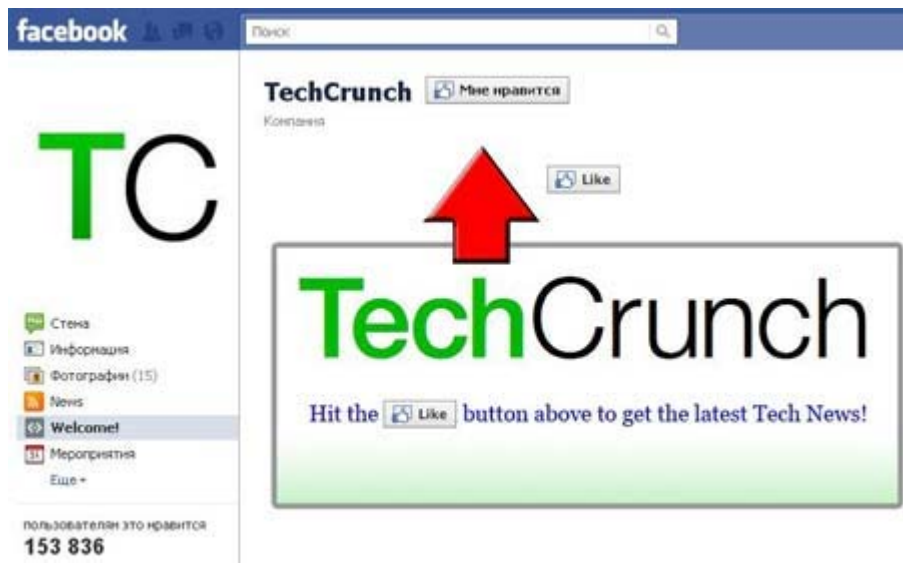 facebook
Поиск
TC
TechCrunch
Мне нравится
Компания
Like
TechCrunch
Hit the Like button above to get the latest Tech News!
Стена
Информация
Фотографии (15)
News
Welcome!
31
Мероприятия
Еще
пользователям это нравится
153 836